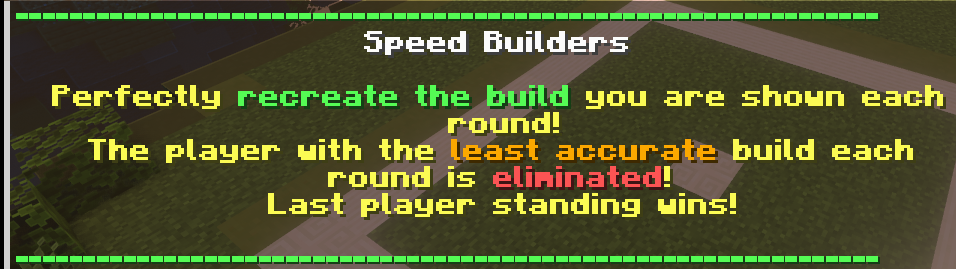 Speed Builders
Perfectly recreate the build you are shown each
round!
The player with the least accurate build each
round is eliminated!
Last player standing wins!